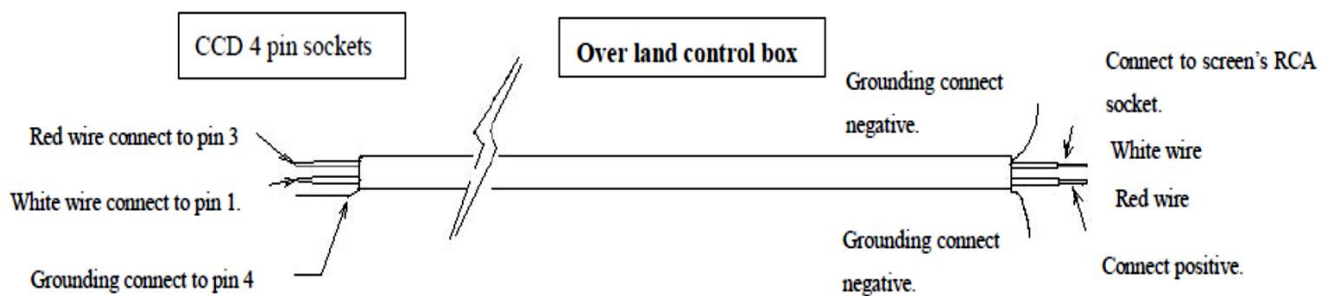 CCD 4 pin sockets
Over land control box
Connect to screen's RCA
socket.
Grounding connect
negative.
Red wire connect to pin 3
White wire
White wire connect to pin 1.
Red wire
Grounding connect
negative.
Connect positive.
Grounding connect to pin 4